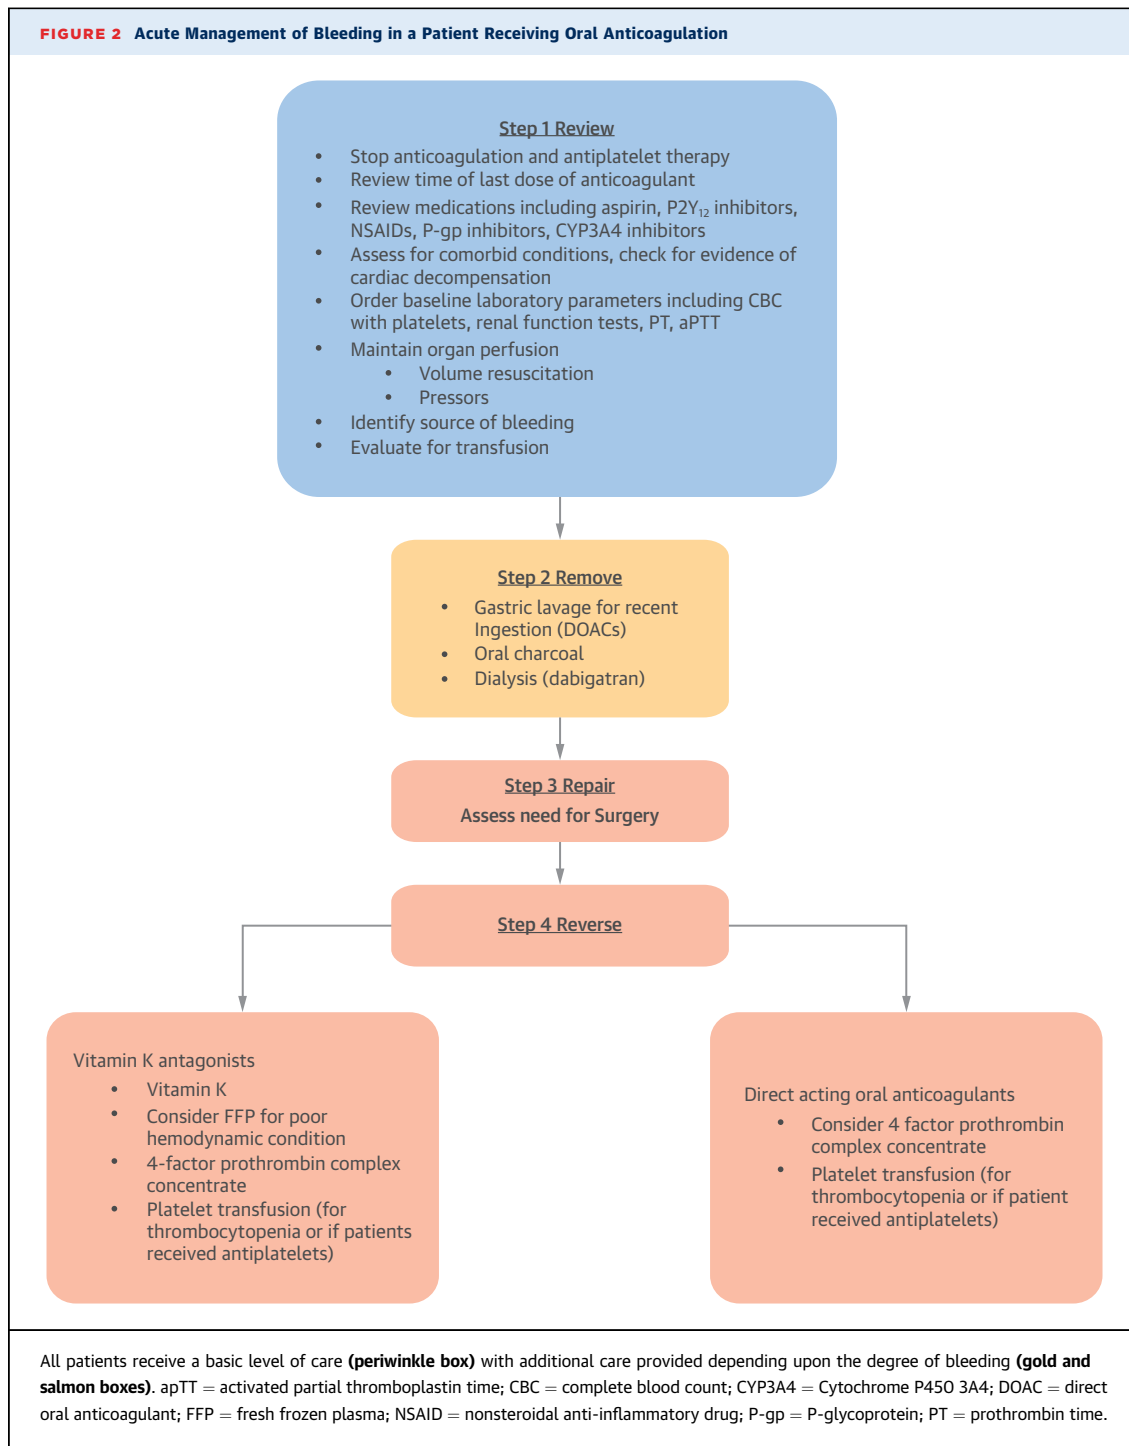 FIGURE 2 Acute Management of Bleeding in a Patient Receiving Oral Anticoagulation
Step 1 Review
• Stop anticoagulation and antiplatelet therapy
• Review time of last dose of anticoagulant
• Review medications including aspirin, P2Y₁₂ inhibitors,
NSAIDs, P-gp inhibitors, CYP3A4 inhibitors
• Assess for comorbid conditions, check for evidence of
cardiac decompensation
• Order baseline laboratory parameters including CBC
with platelets, renal function tests, PT, aPTT
• Maintain organ perfusion
• Volume resuscitation
• Pressors
• Identify source of bleeding
• Evaluate for transfusion
Step 2 Remove
• Gastric lavage for recent
Ingestion (DOACs)
• Oral charcoal
• Dialysis (dabigatran)
Step 3 Repair
Assess need for Surgery
Step 4 Reverse
Vitamin K antagonists
• Vitamin K
• Consider FFP for poor
hemodynamic condition
• 4-factor prothrombin complex
concentrate
• Platelet transfusion (for
thrombocytopenia or if patients
received antiplatelets)
Direct acting oral anticoagulants
• Consider 4 factor prothrombin
complex concentrate
• Platelet transfusion (for
thrombocytopenia or if patient
received antiplatelets)
All patients receive a basic level of care (periwinkle box) with additional care provided depending upon the degree of bleeding (gold and
salmon boxes). apTT = activated partial thromboplastin time; CBC = complete blood count; CYP3A4 = Cytochrome P450 3A4; DOAC = direct
oral anticoagulant; FFP = fresh frozen plasma; NSAID = nonsteroidal anti-inflammatory drug; P-gp = P-glycoprotein; PT = prothrombin time.